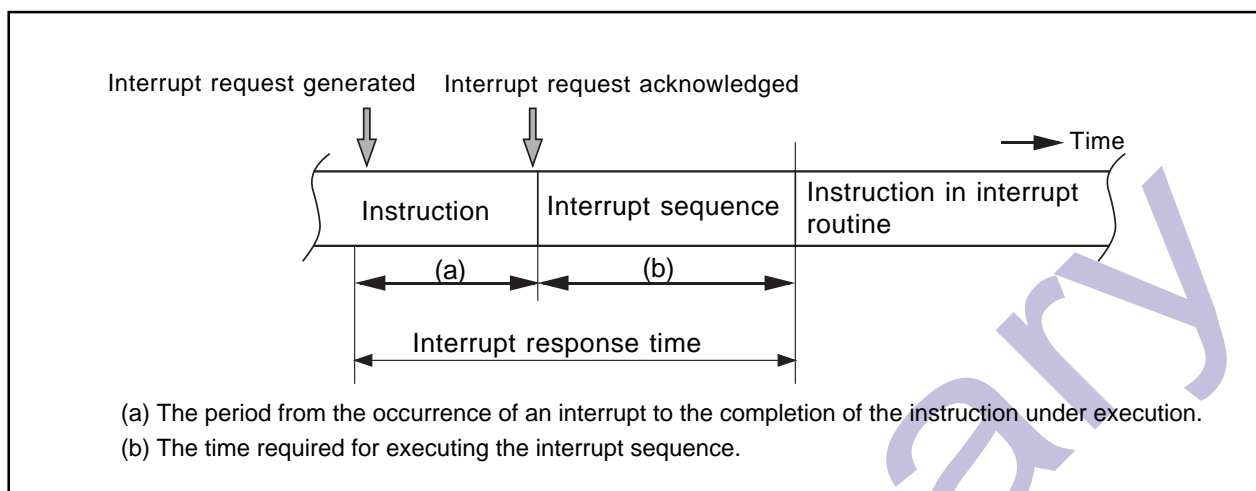 Interrupt request generated
Interrupt request acknowledged
Time
Instruction
Interrupt sequence
Instruction in interrupt
routine
(a)
(b)
Interrupt response time
(a) The period from the occurrence of an interrupt to the completion of the instruction under execution.
(b) The time required for executing the interrupt sequence.
ary